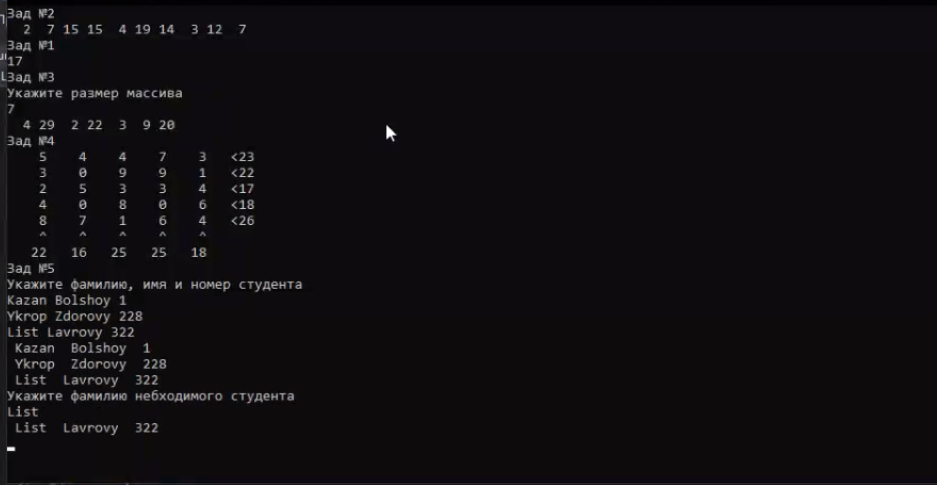 Зад №2
2 7 15 15 4 19 14 3 12 7
Зад №1
17
Зад №3
Укажите размер массива
7
4 29 2 22 3 9 20
Зад №4
5 4 4 7 3 <23
3 0 9 9 1 <22
2 5 3 3 4 <17
4 0 8 0 6 <18
8 7 1 6 4 <26
^ ^ ^ ^ ^
22 16 25 25 18
Зад №5
Укажите фамилию, имя и номер студента
Kazan Bolshoy 1
Ykrop Zdorovy 228
List Lavrovy 322
Kazan Bolshoy 1
Ykrop Zdorovy 228
List Lavrovy 322
Укажите фамилию небходимого студента
List
List Lavrovy 322